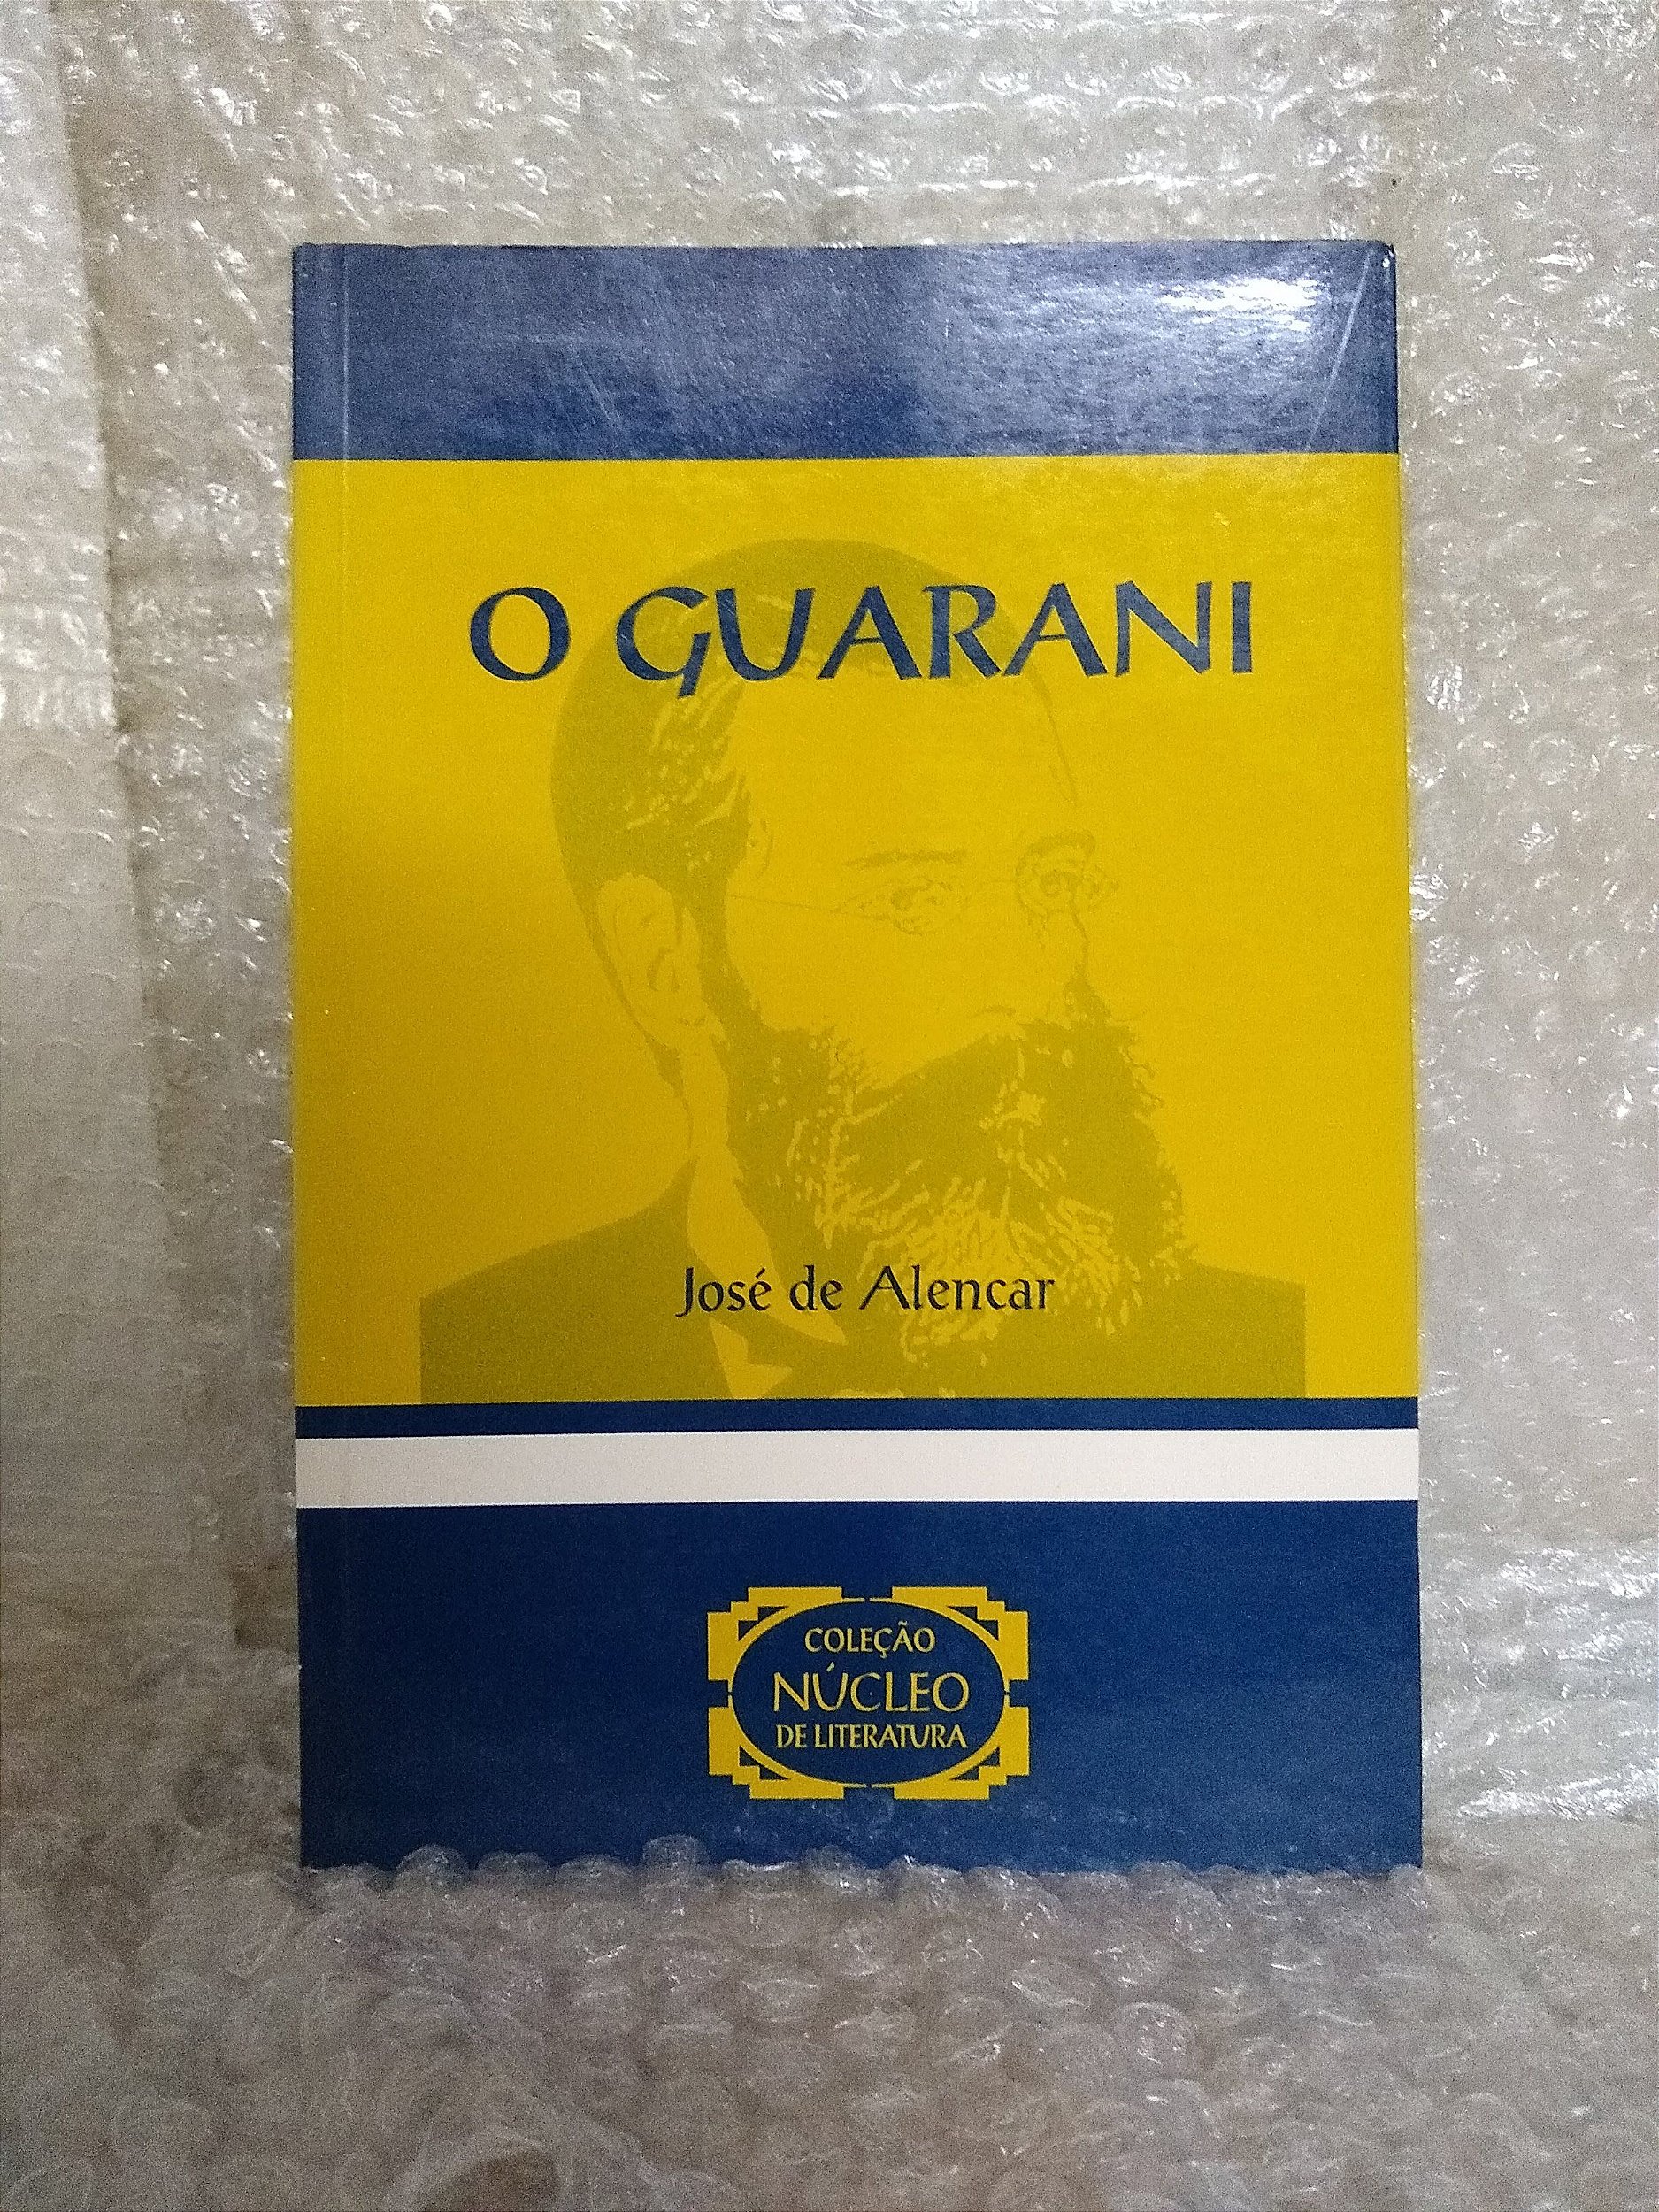 O GUARANI
José de Alencar
COLEÇÃO
NÚCLEO
DE LITERATURA